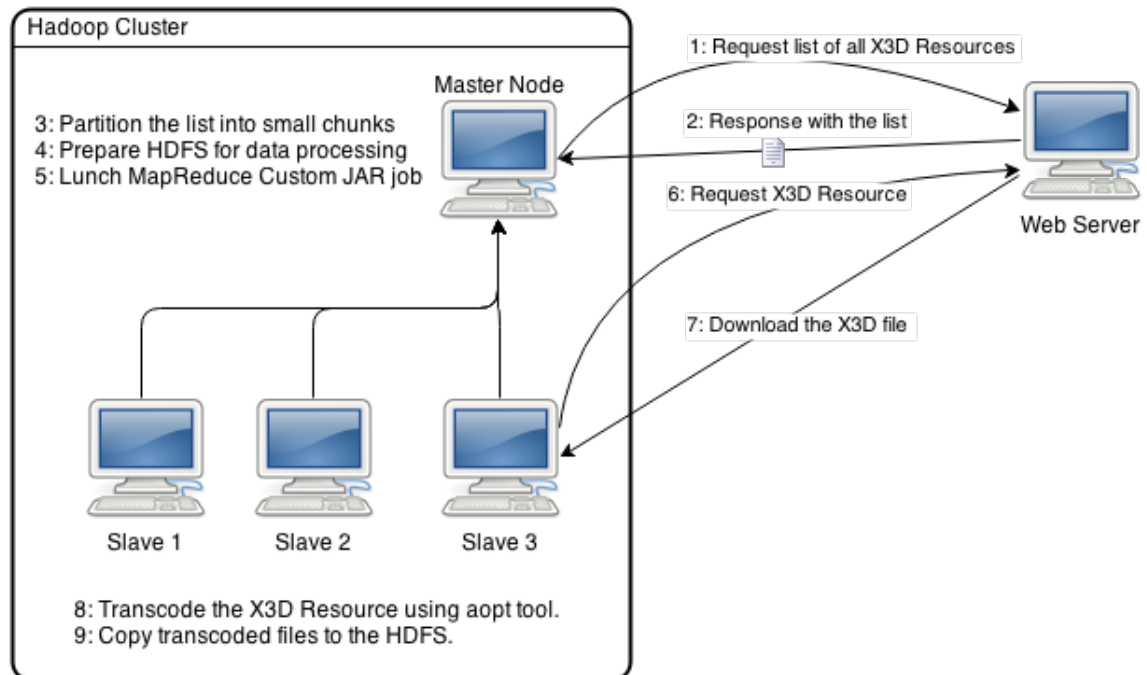 Hadoop Cluster
1: Request list of all X3D Resources
Master Node
3: Partition the list into small chunks
4: Prepare HDFS for data processing
5: Lunch MapReduce Custom JAR job
2: Response with the list
6: Request X3D Resource
Web Server
7: Download the X3D file
Slave 1
Slave 2
Slave 3
8: Transcode the X3D Resource using aopt tool.
9: Copy transcoded files to the HDFS.